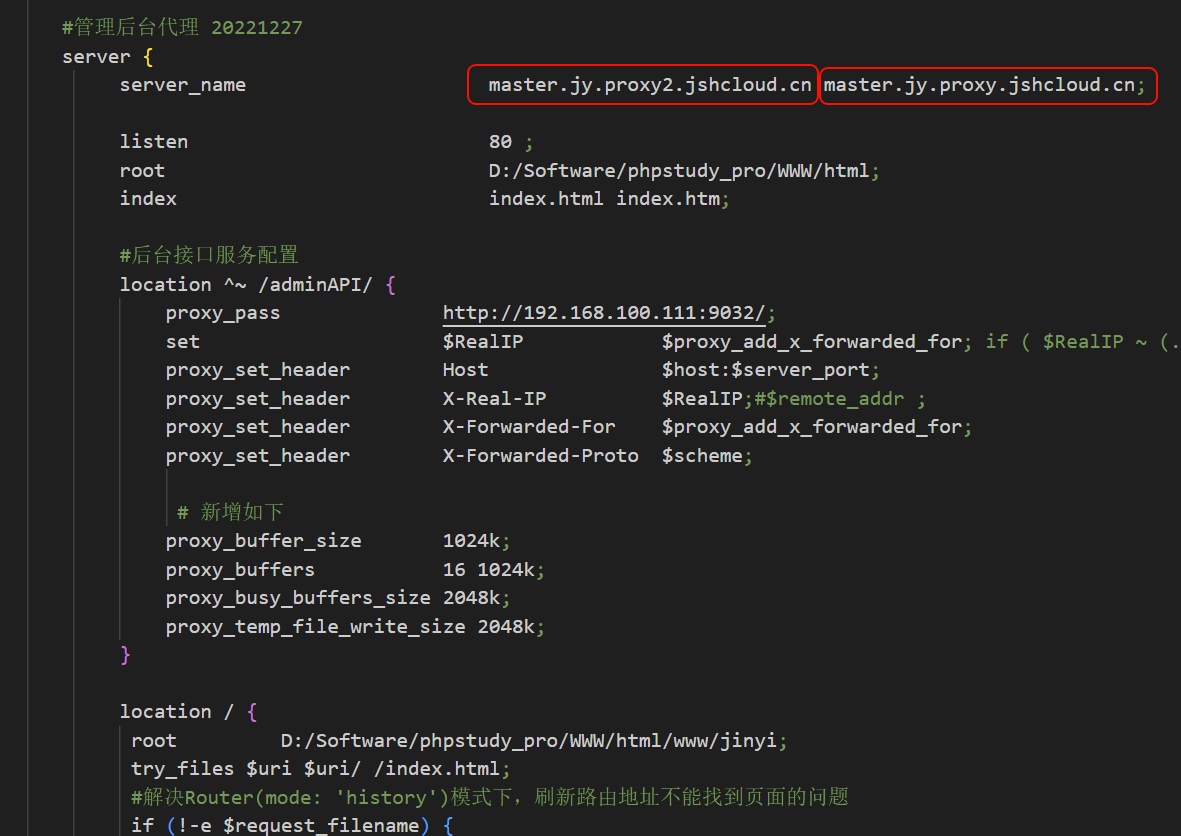 #管理后台代理 20221227
server {
server_name master.jy.proxy2.jshcloud.cn master.jy.proxy.jshcloud.cn;
listen 80 ;
root D:/Software/phpstudy_pro/WWW/html;
index index.html index.htm;
#后台接口服务配置
location ^~ /adminAPI/ {
proxy_pass http://192.168.100.111:9032/;
set $RealIP $proxy_add_x_forwarded_for; if ( $RealIP ~ (.
proxy_set_header Host $host:$server_port;
proxy_set_header X-Real-IP $RealIP;#$remote_addr ;
proxy_set_header X-Forwarded-For $proxy_add_x_forwarded_for;
proxy_set_header X-Forwarded-Proto $scheme;
# 新增如下
proxy_buffer_size 1024k;
proxy_buffers 16 1024k;
proxy_busy_buffers_size 2048k;
proxy_temp_file_write_size 2048k;
}
location / {
root D:/Software/phpstudy_pro/WWW/html/www/jinyi;
try_files $uri $uri/ /index.html;
#解决Router(mode: 'history')模式下，刷新路由地址不能找到页面的问题
if (!-e $request_filename) {